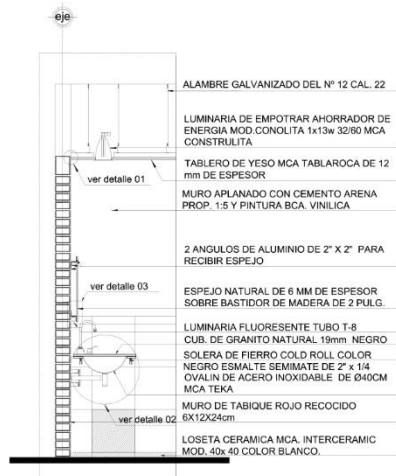 eje
ALAMBRE GALVANIZADO DEL Nº 12 CAL. 22
LUMINARIA DE EMPOTRAR AHORRADOR DE
ENERGIA MOD.CONOLITA 1x13w 32/60 MCA
CONSTRULITA
TABLERO DE YESO MCA TABLAROCA DE 12
mm DE ESPESOR
ver detalle 01
MURO APLANADO CON CEMENTO ARENA
PROP. 1:5 Y PINTURA BCA. VINILICA
2 ANGULOS DE ALUMINIO DE 2" X 2" PARA
RECIBIR ESPEJO
ver detalle 03
ESPEJO NATURAL DE 6 MM DE ESPESOR
SOBRE BASTIDOR DE MADERA DE 2 PULG.
LUMINARIA FLUORESENTE TUBO T-8
CUB. DE GRANITO NATURAL 19mm NEGRO
SOLERA DE FIERRO COLD ROLL COLOR
NEGRO ESMALTE SEMIMATE DE 2" x 1/4
OVALIN DE ACERO INOXIDABLE DE Ø40CM
MCA TEKA
MURO DE TABIQUE ROJO RECOCIDO
6X12X24cm
ver detalle 02
LOSETA CERAMICA MCA. INTERCERAMIC
MOD. 40x 40 COLOR BLANCO.